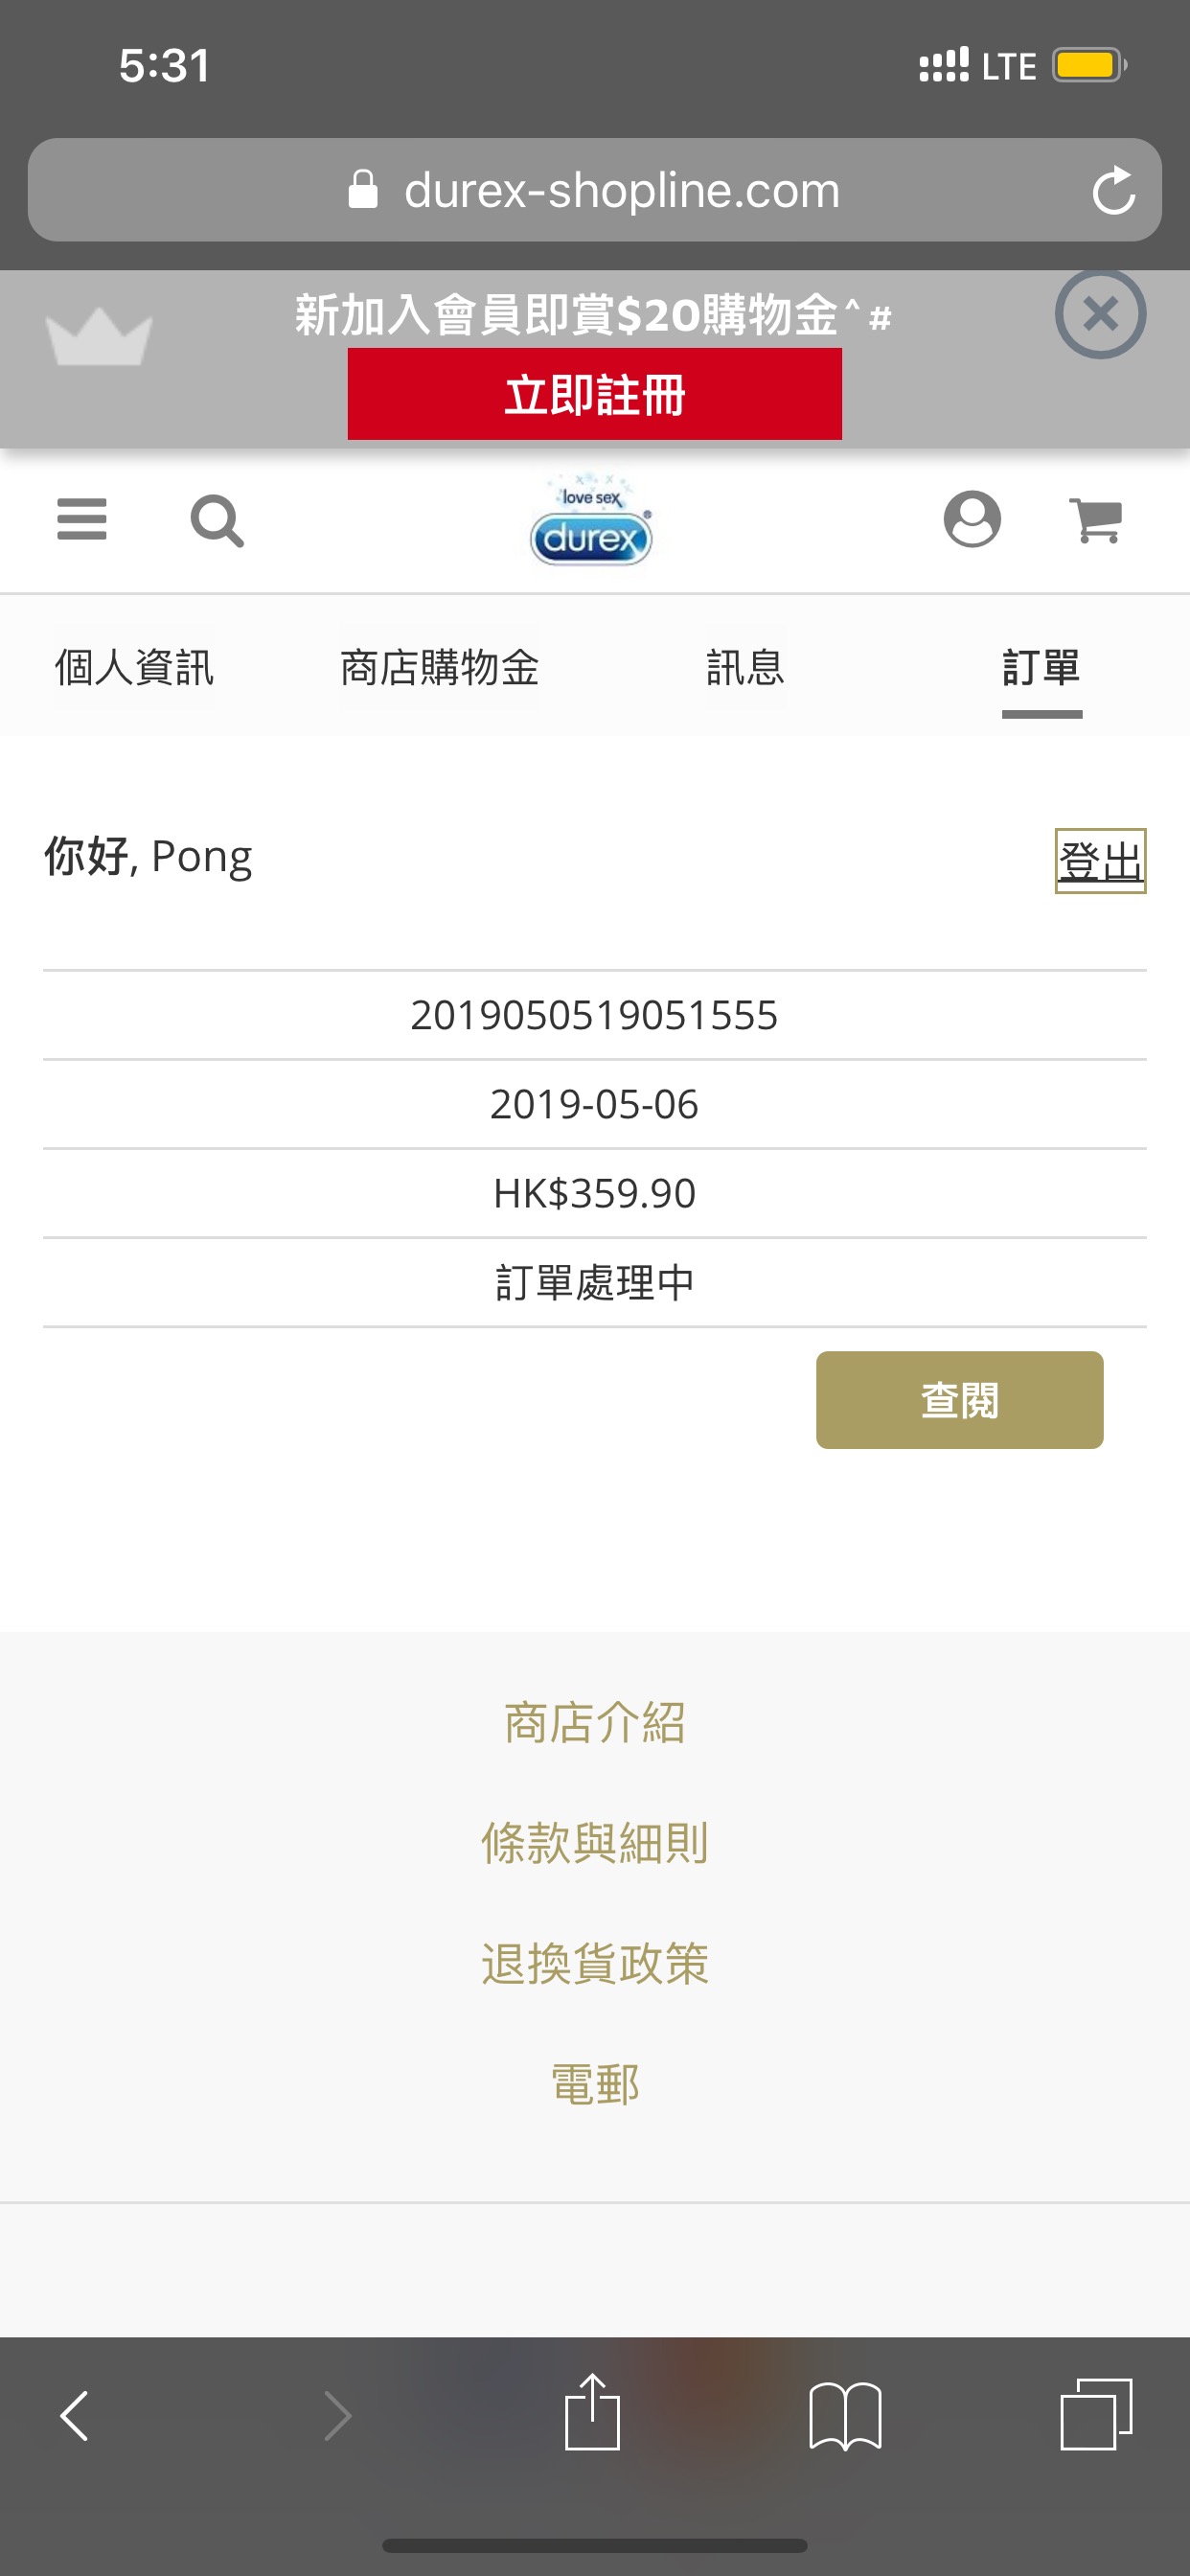 5:31
LTE
durex-shopline.com
新加入會員即賞$20購物金^#
立即註冊
love sex
durex®
個人資訊 商店購物金 訊息 訂單
你好, Pong
登出
2019050519051555
2019-05-06
HK$359.90
訂單處理中
查閱
商店介紹
條款與細則
退換貨政策
電郵